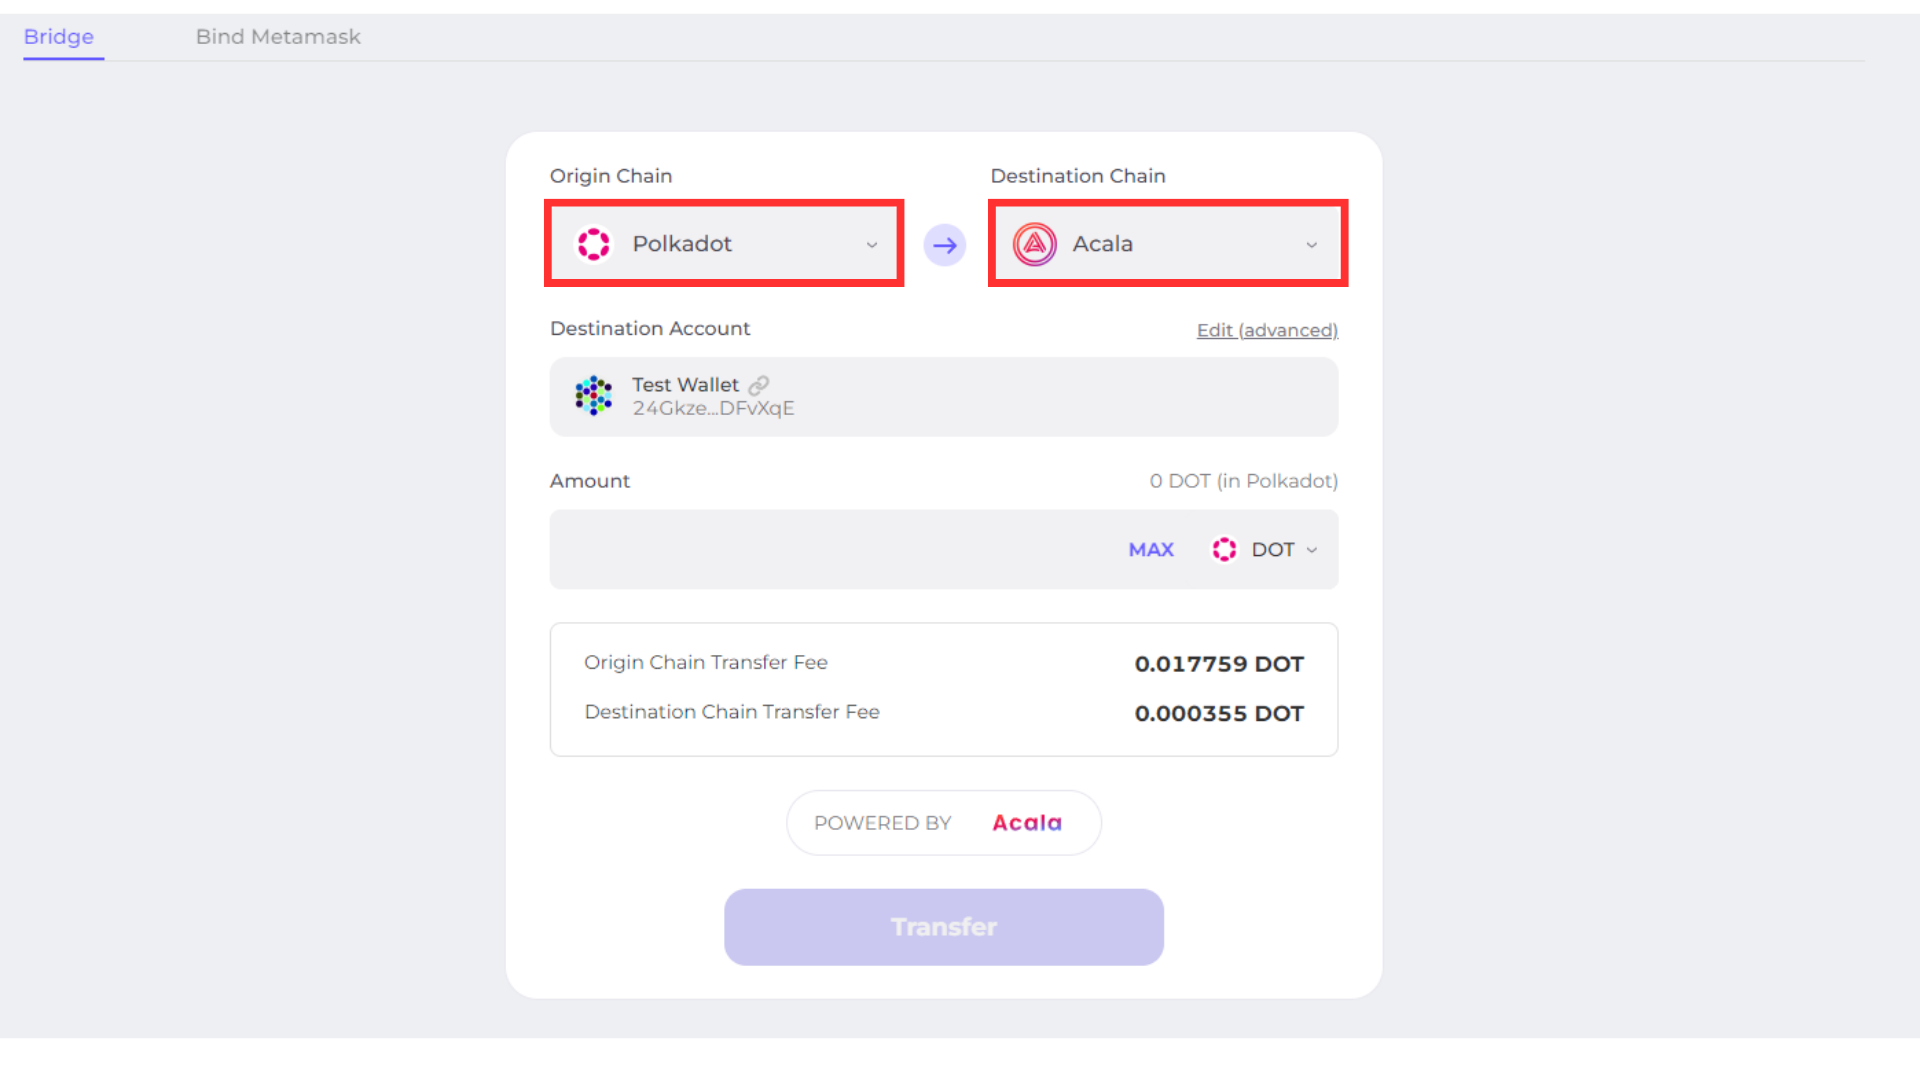 Bridge Bind Metamask
Origin Chain Destination Chain
Polkadot Acala
Destination Account Edit (advanced)
Test Wallet
24Gkze...DFvXqE
Amount 0 DOT (in Polkadot)
MAX DOT
Origin Chain Transfer Fee 0.017759 DOT
Destination Chain Transfer Fee 0.000355 DOT
POWERED BY Acala
Transfer